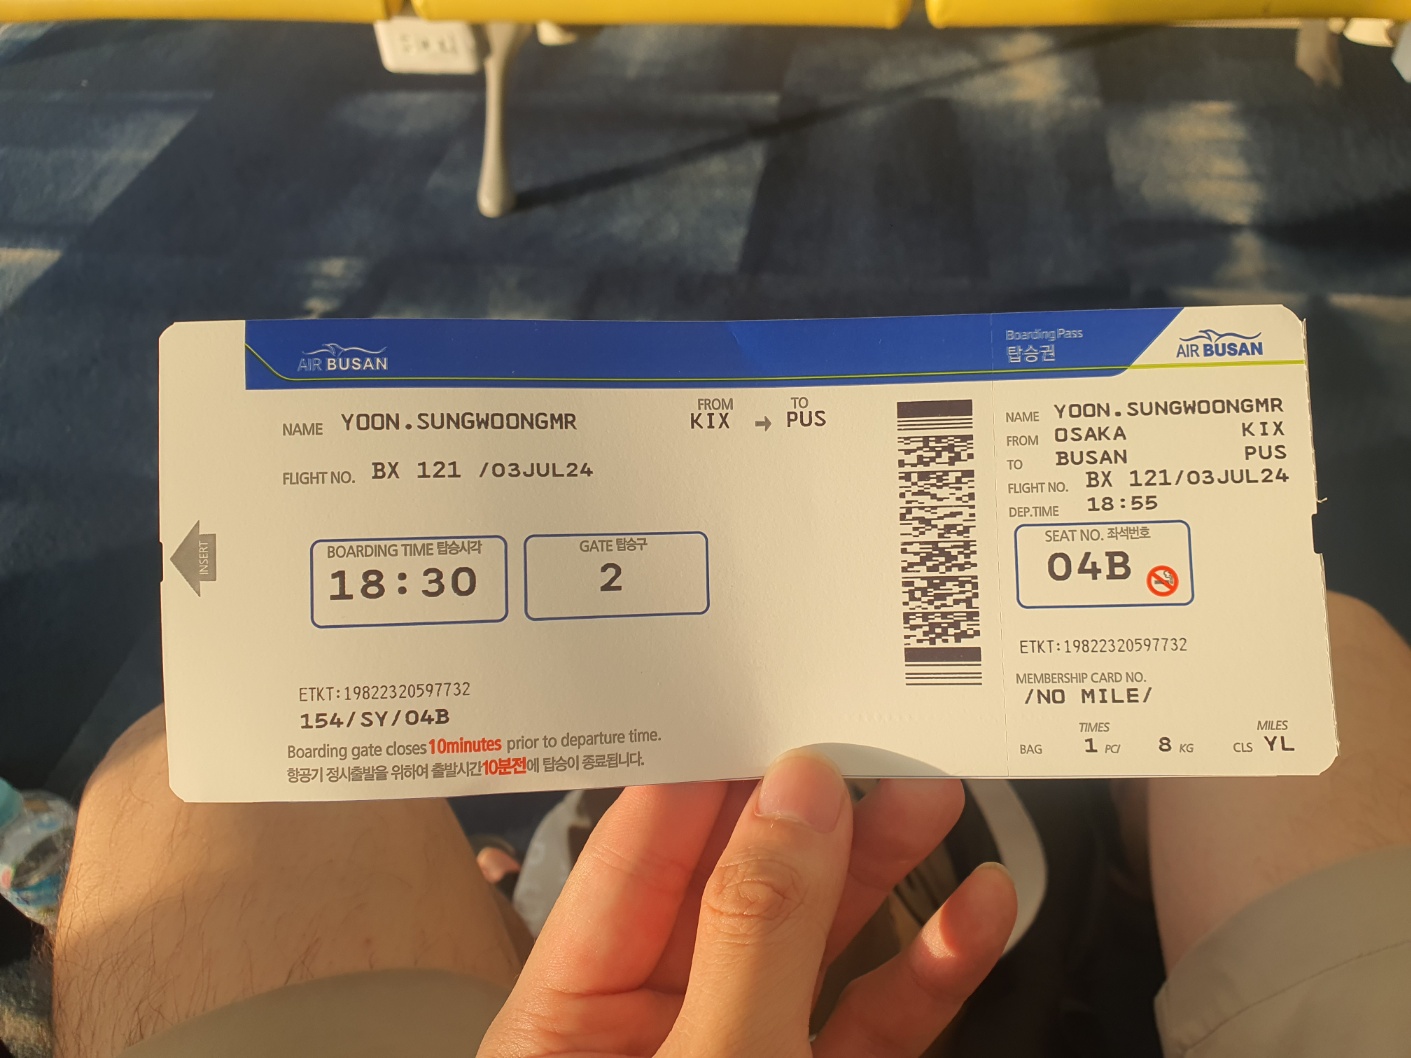 AIR BUSAN
NAME YOON.SUNGWOONGMR
FROM TO
KIX → PUS
FLIGHT NO. BX 121 /03JUL24
INSERT
BOARDING TIME 탑승시각
18:30
GATE 탑승구
2
ETKT:19822320597732
154/SY/04B
Boarding gate closes 10minutes prior to departure time.
항공기 정시출발을 위하여 출발시간 10분전에 탑승이 종료됩니다.
Boarding Pass
탑승권
AIR BUSAN
NAME YOON.SUNGWOONGMR
FROM OSAKA KIX
TO BUSAN PUS
FLIGHT NO. BX 121/03JUL24
DEP.TIME 18:55
SEAT NO. 좌석번호
04B
ETKT:19822320597732
MEMBERSHIP CARD NO.
/NO MILE/
TIMES MILES
BAG 1 PC/ 8 KG CLS YL